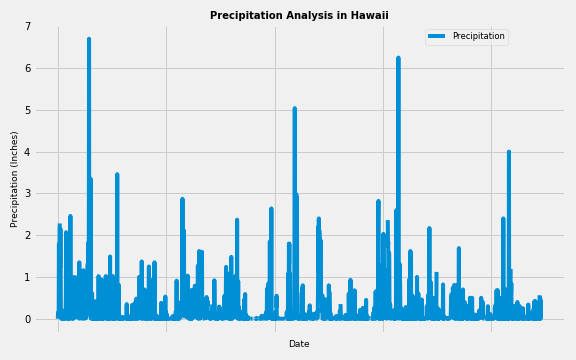 Precipitation Analysis in Hawaii
Precipitation
7
6
5
4
3
2
1
0
Precipitation (Inches)
Date